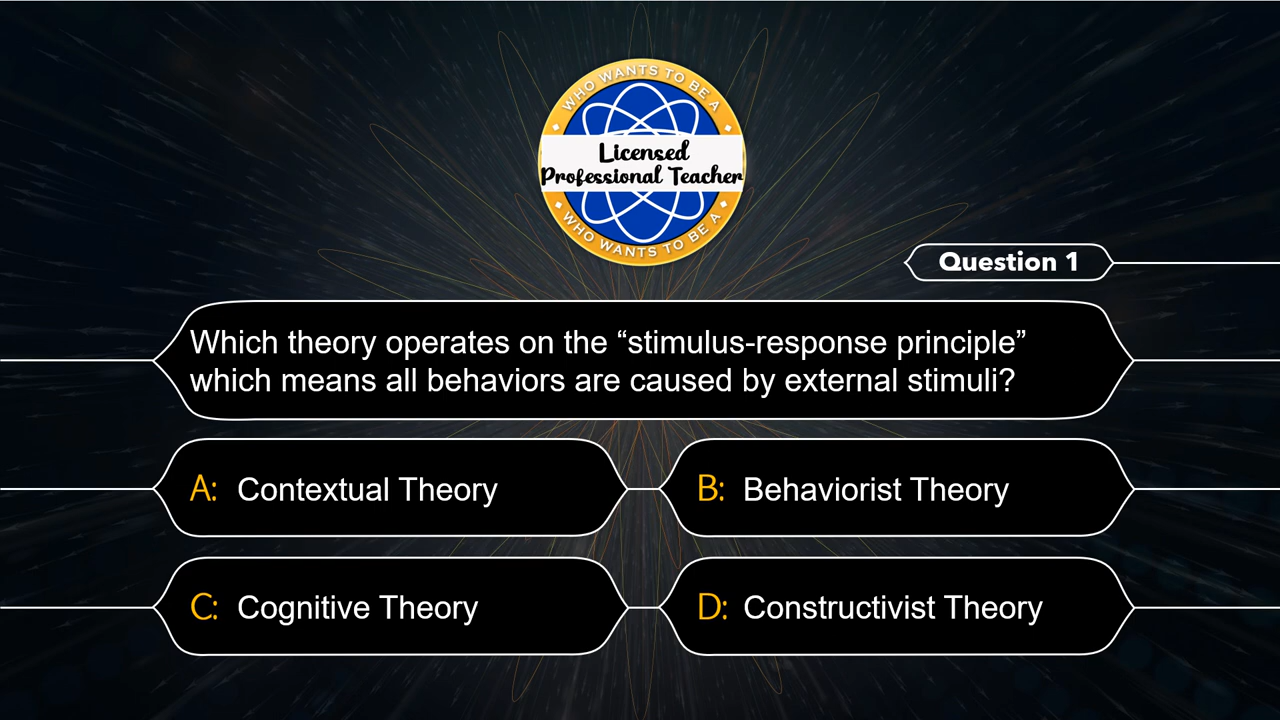 WHO WANTS TO BE A
Licensed
Professional Teacher
WHO WANTS TO BE A
Question 1
Which theory operates on the “stimulus-response principle”
which means all behaviors are caused by external stimuli?
A: Contextual Theory
B: Behaviorist Theory
C: Cognitive Theory
D: Constructivist Theory